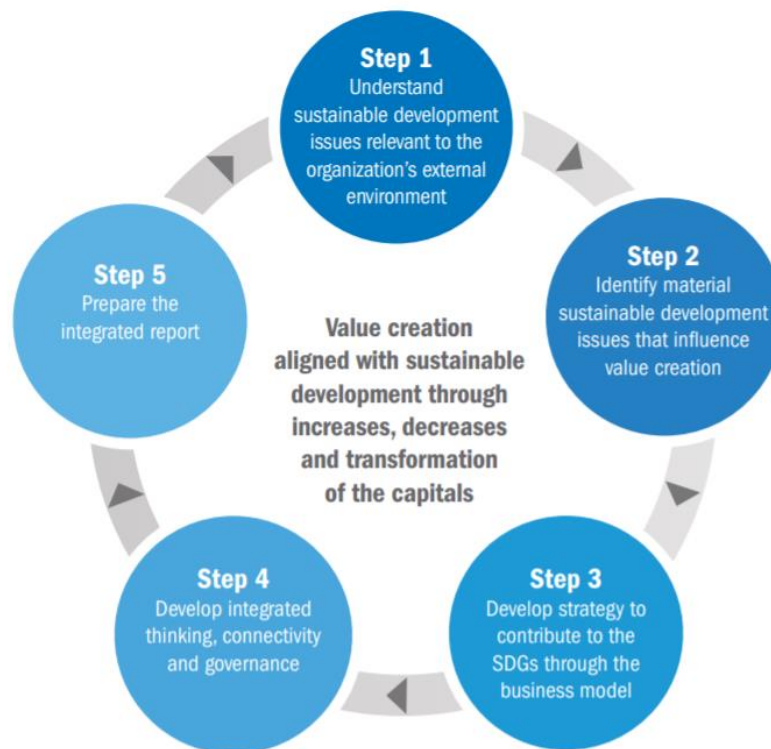 Step 1
Understand
sustainable development
issues relevant to the
organization's external
environment
Step 2
Identify material
sustainable development
issues that influence
value creation
Step 3
Develop strategy to
contribute to the
SDGs through the
business model
Step 4
Develop integrated
thinking, connectivity
and governance
Step 5
Prepare the
integrated report
Value creation
aligned with sustainable
development through
increases, decreases
and transformation
of the capitals